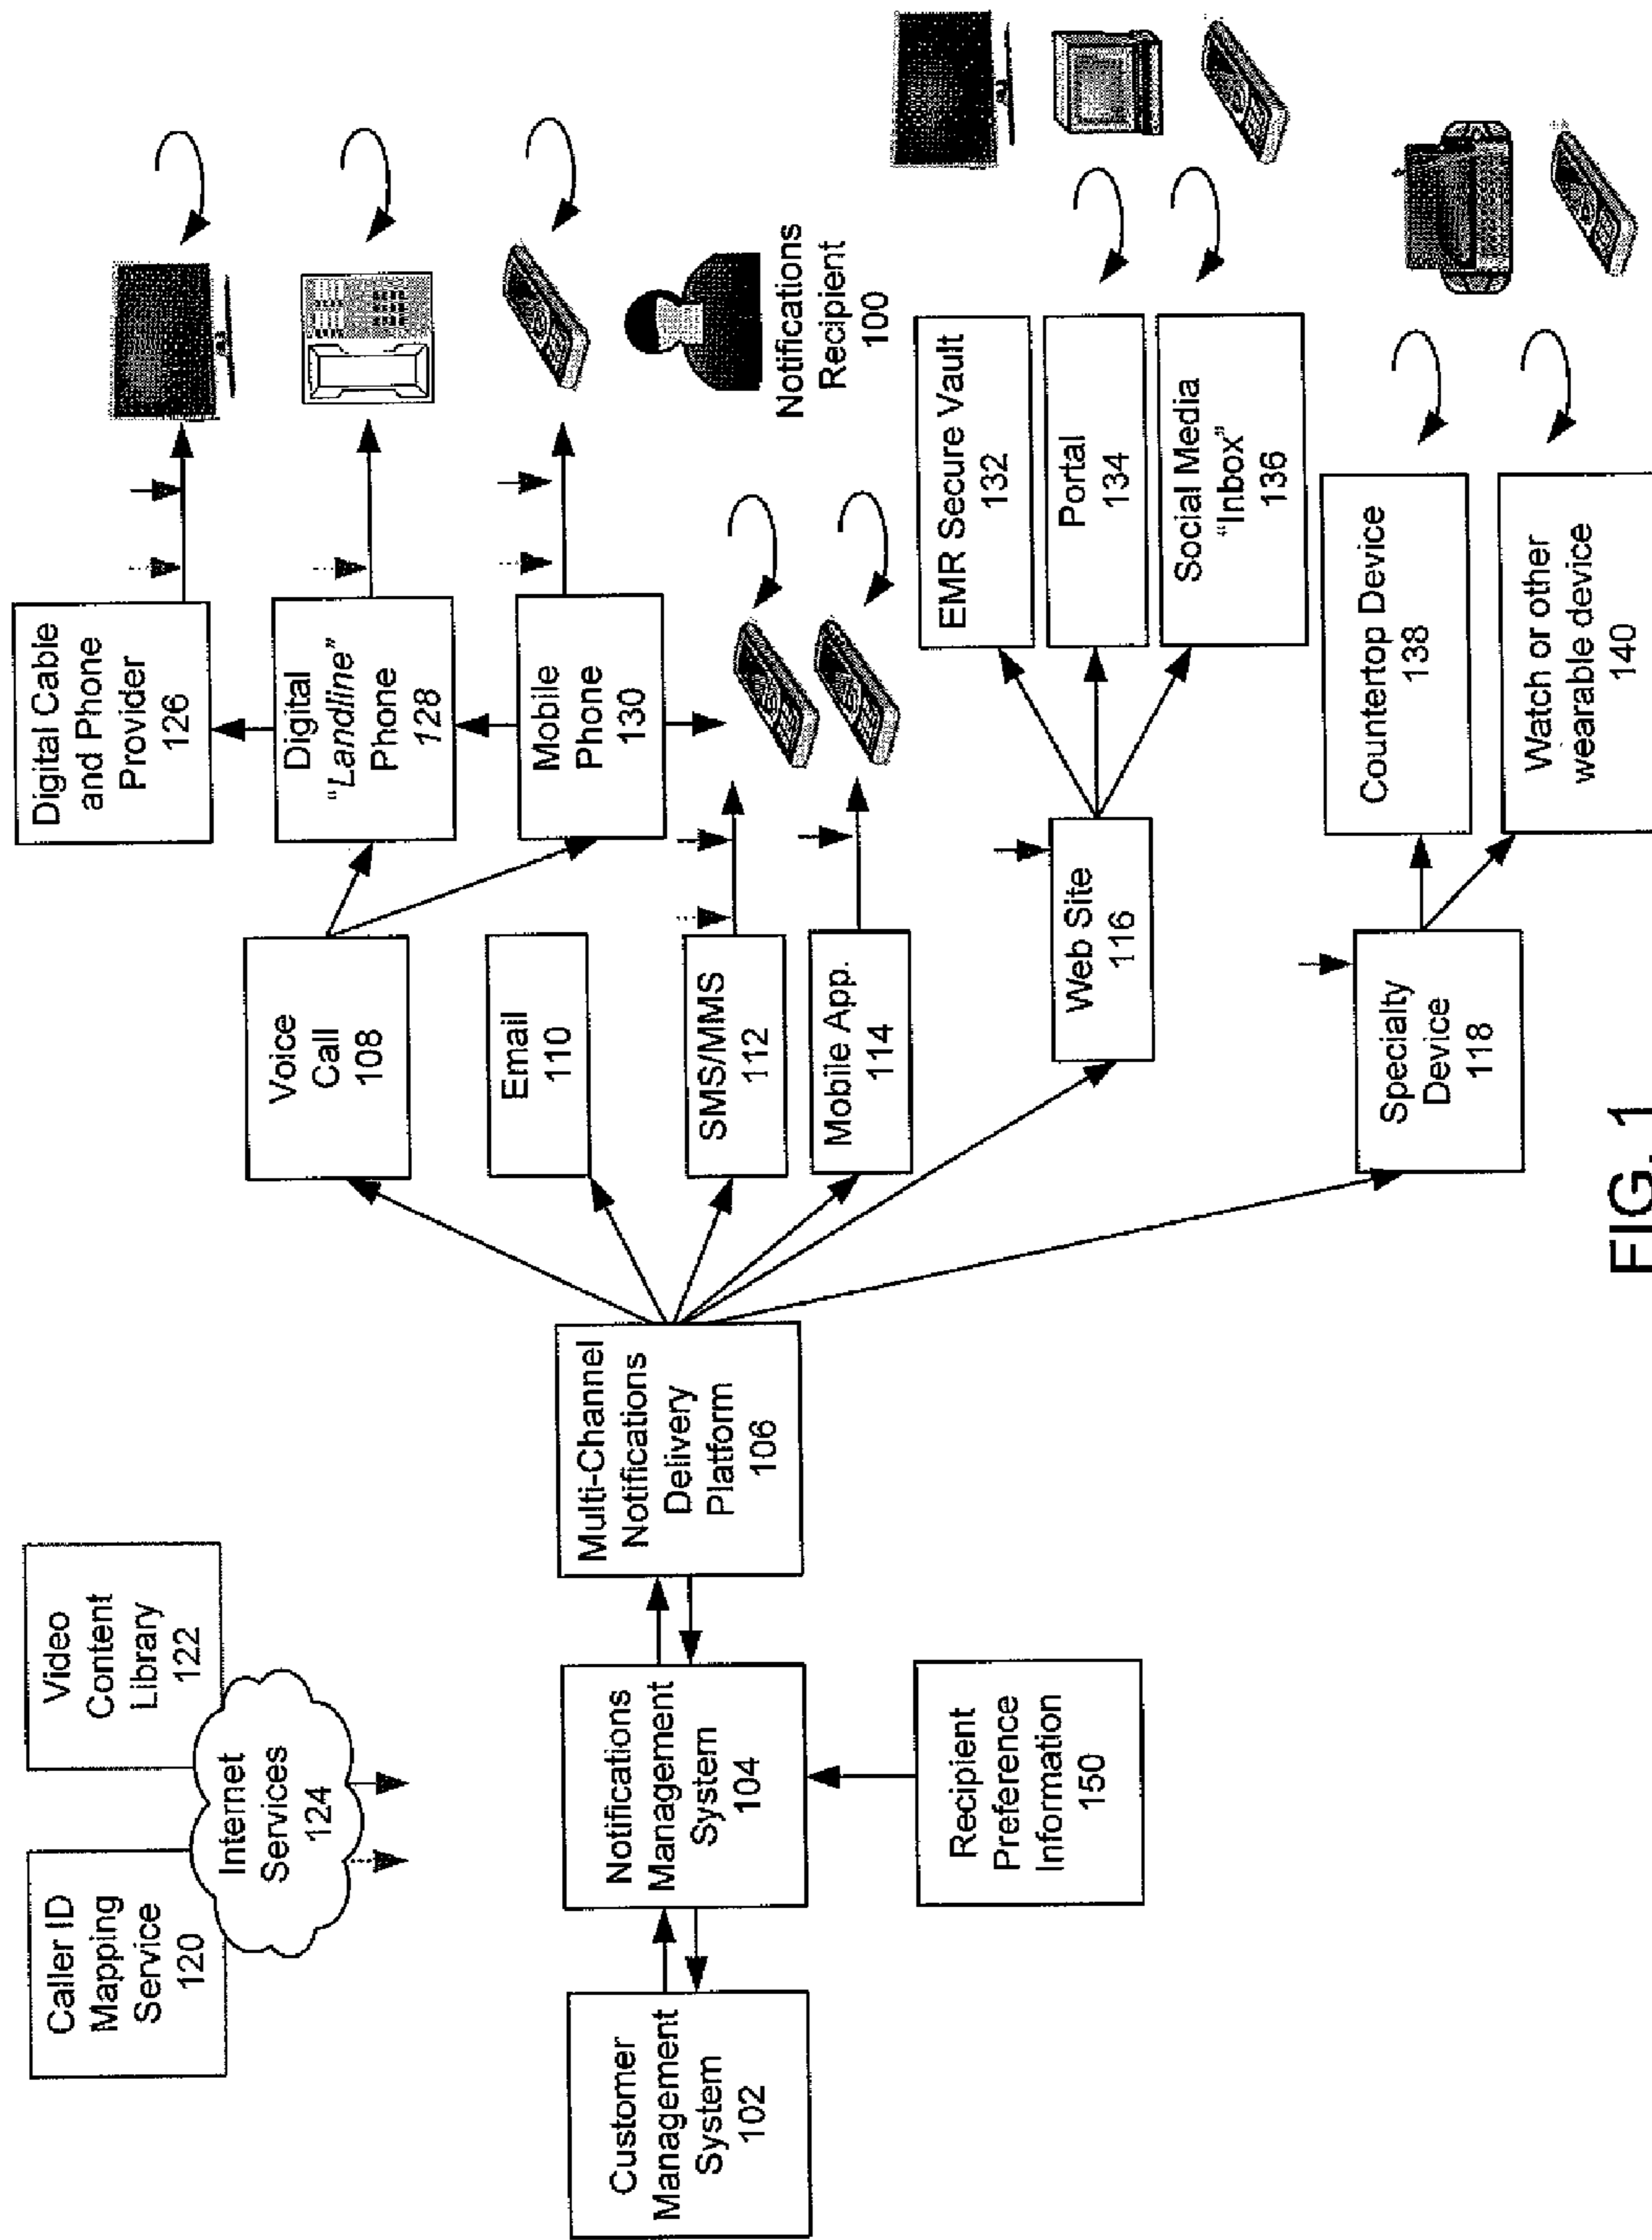 Caller ID
Mapping
Service
120
Video
Content
Library
122
Internet
Services
124
Customer
Management
System
102
Notifications
Management
System
104
Recipient
Preference
Information
150
Multi-Channel
Notifications
Delivery
Platform
106
Voice
Call
108
Email
110
SMS/MMS
112
Mobile App.
114
Web Site
116
Specialty
Device
118
Digital Cable
and Phone
Provider
126
Digital
"Landline"
Phone
128
Mobile
Phone
130
Notifications
Recipient
100
EMR Secure Vault
132
Portal
134
Social Media
"Inbox"
136
Countertop Device
138
Watch or other
wearable device
140
FIG. 1